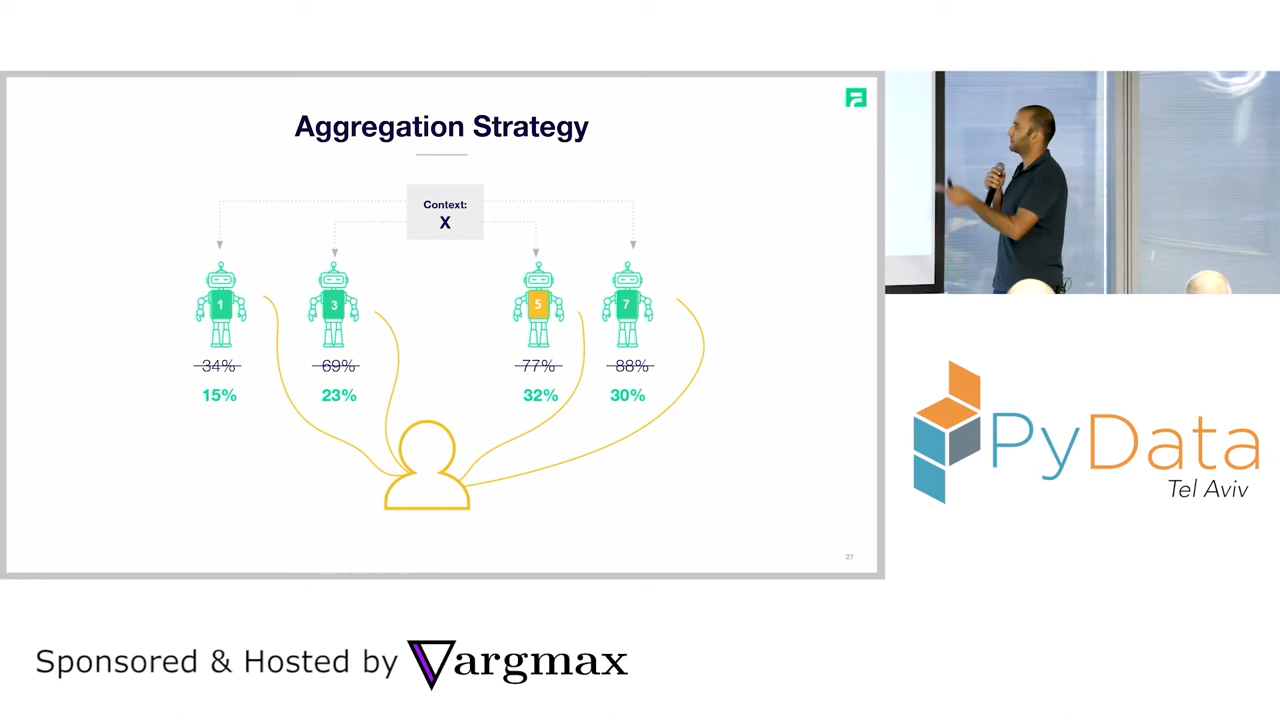 Aggregation Strategy
Context:
X
1
3
5
7
34%
69%
77%
88%
15%
23%
32%
30%
27
PyData
Tel Aviv
Sponsored & Hosted by argmax